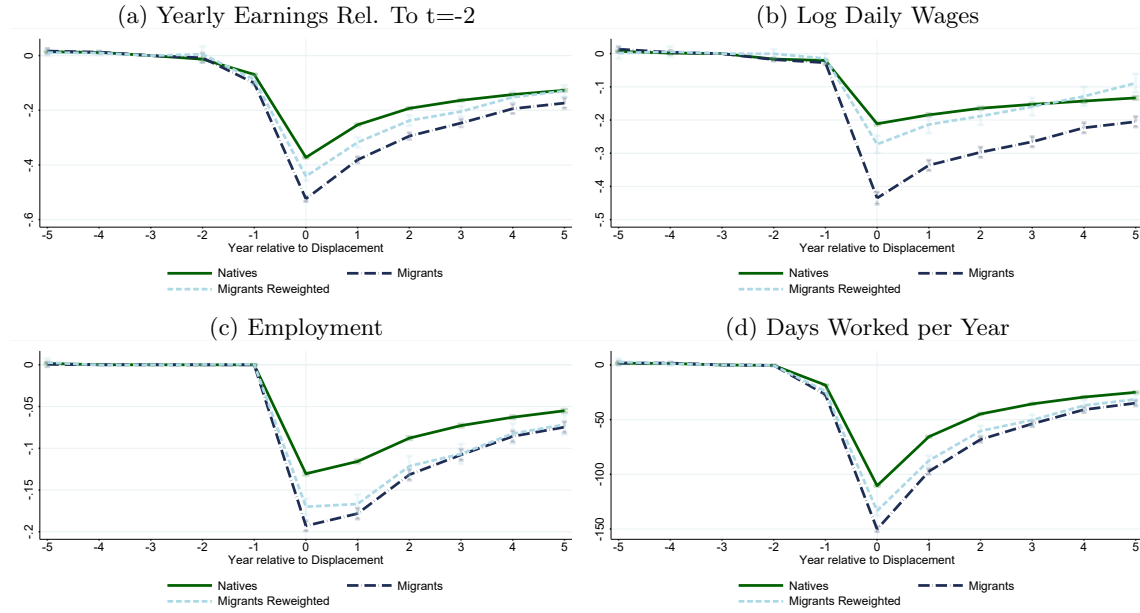 (a) Yearly Earnings Rel. To t=-2
0
-.2
-.4
-.6
-5 -4 -3 -2 -1 0 1 2 3 4 5
Year relative to Displacement
Natives Migrants
Migrants Reweighted
(b) Log Daily Wages
0
-.1
-.2
-.3
-.4
-.5
-5 -4 -3 -2 -1 0 1 2 3 4 5
Year relative to Displacement
Natives Migrants
Migrants Reweighted
(c) Employment
0
-.05
-.1
-.15
-.2
-5 -4 -3 -2 -1 0 1 2 3 4 5
Year relative to Displacement
Natives Migrants
Migrants Reweighted
(d) Days Worked per Year
0
-50
-100
-150
-5 -4 -3 -2 -1 0 1 2 3 4 5
Year relative to Displacement
Natives Migrants
Migrants Reweighted